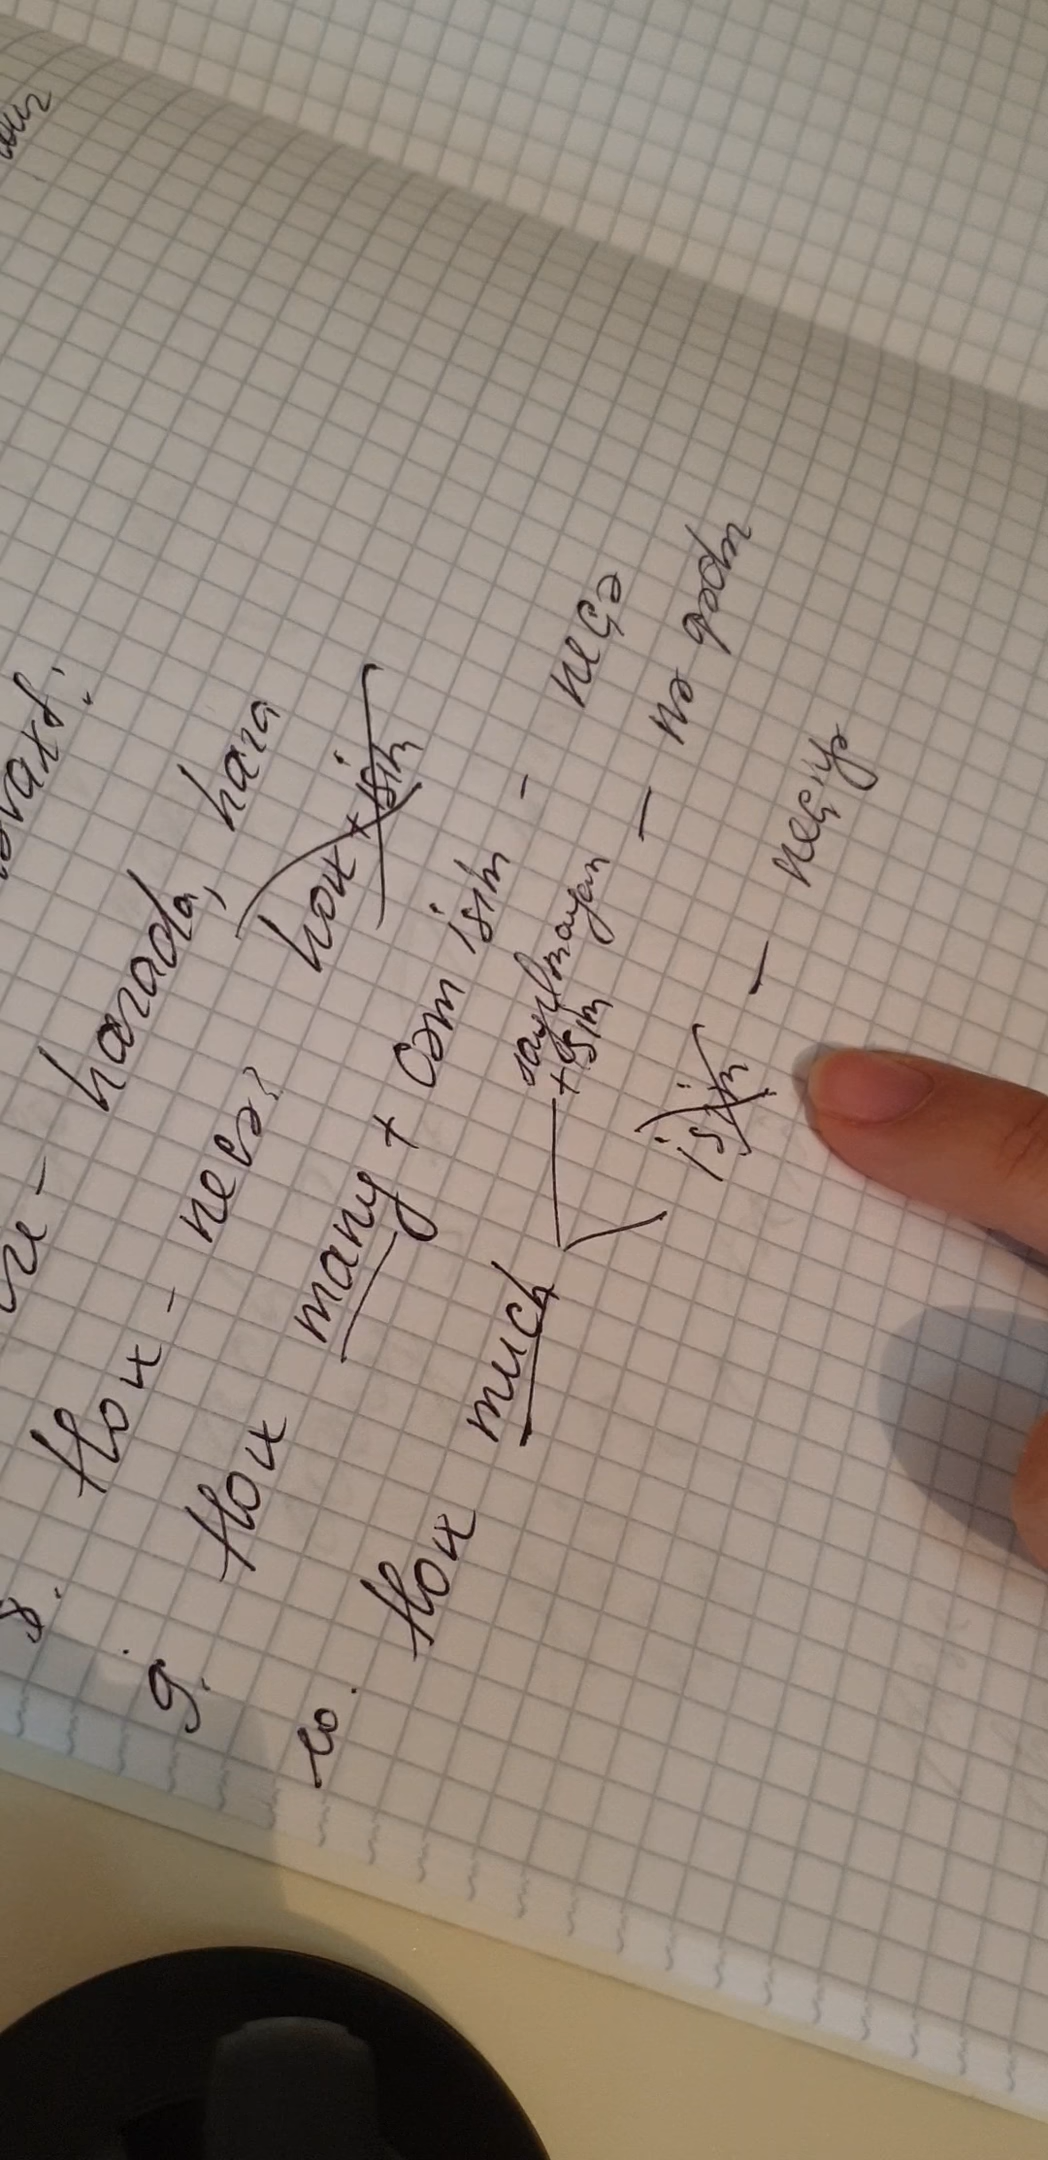 vaxt?
harada, hara
8. How - necə? how + isim
9. How many + cəm isim - neçə
10. How much + sayılmayan isim - nə qədər
isim - neçiyə